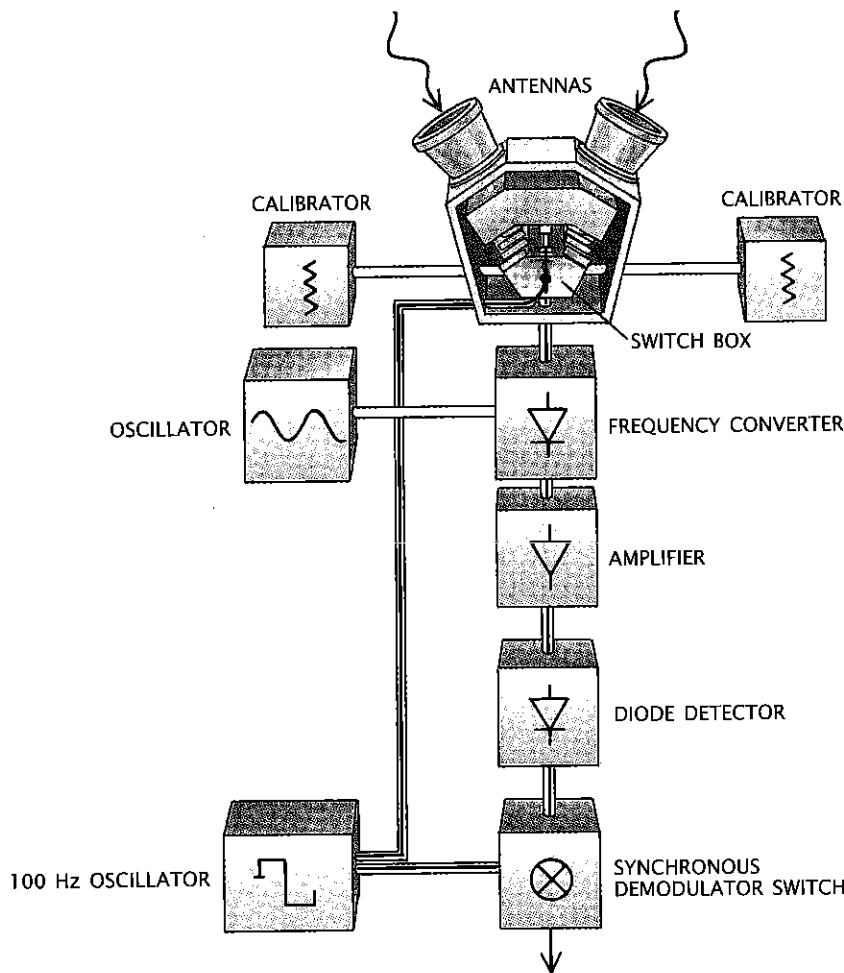 ANTENNAS
CALIBRATOR
CALIBRATOR
SWITCH BOX
OSCILLATOR
FREQUENCY CONVERTER
AMPLIFIER
DIODE DETECTOR
100 Hz OSCILLATOR
SYNCHRONOUS
DEMODULATOR SWITCH